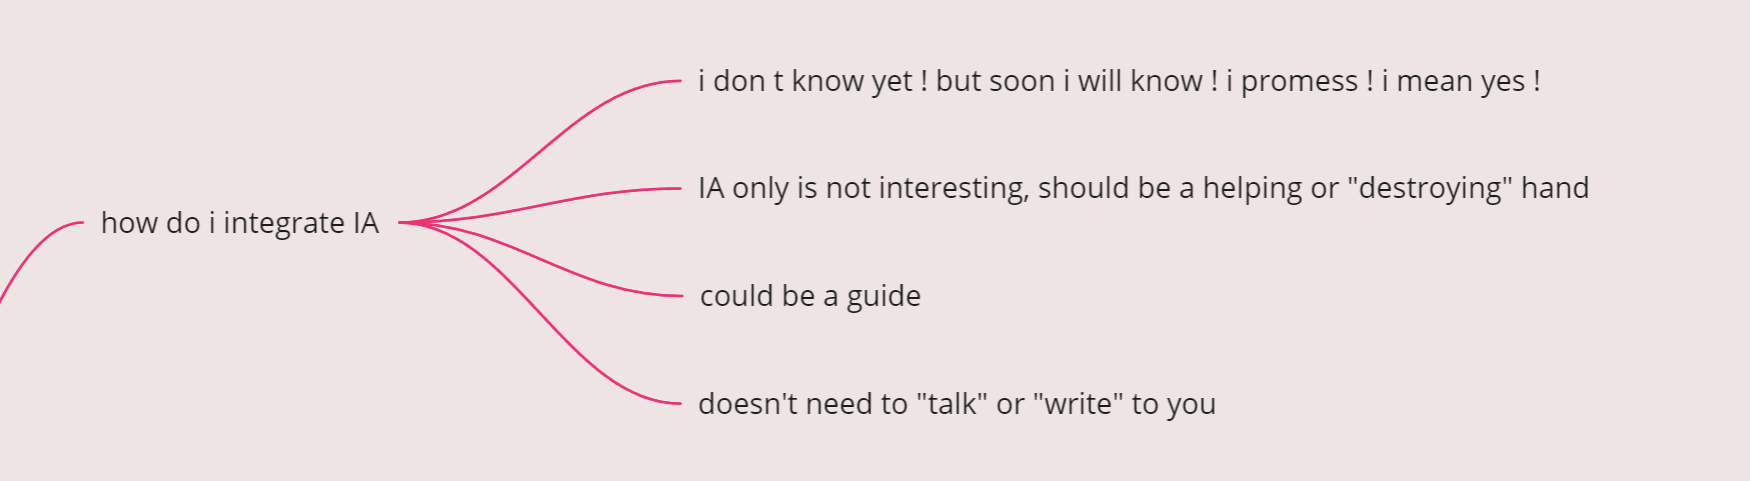 i don t know yet ! but soon i will know ! i promess ! i mean yes !
IA only is not interesting, should be a helping or "destroying" hand
how do i integrate IA
could be a guide
doesn't need to "talk" or "write" to you